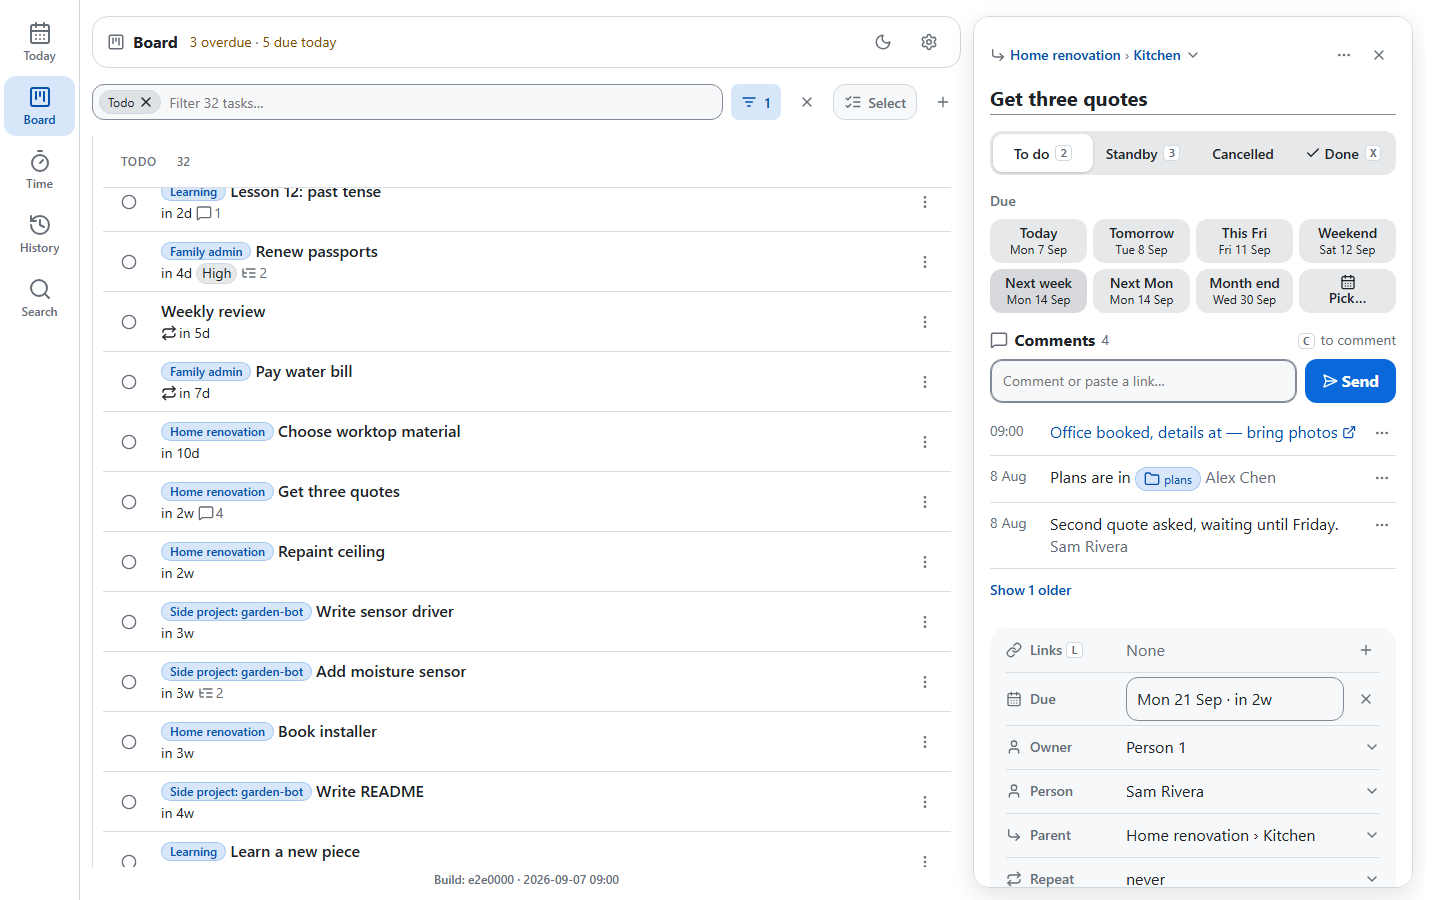 Today
Board
Time
History
Search
Board 3 overdue · 5 due today
Todo Filter 32 tasks...
1
Select
TODO 32
Learning Lesson 12: past tense
in 2d 1
Family admin Renew passports
in 4d High 2
Weekly review
in 5d
Family admin Pay water bill
in 7d
Home renovation Choose worktop material
in 10d
Home renovation Get three quotes
in 2w 4
Home renovation Repaint ceiling
in 2w
Side project: garden-bot Write sensor driver
in 3w
Side project: garden-bot Add moisture sensor
in 3w 2
Home renovation Book installer
in 3w
Side project: garden-bot Write README
in 4w
Learning Learn a new piece
Build: e2e0000 · 2026-09-07 09:00
Home renovation › Kitchen
Get three quotes
To do 2 Standby 3 Cancelled Done X
Due
Today Tomorrow This Fri Weekend
Mon 7 Sep Tue 8 Sep Fri 11 Sep Sat 12 Sep
Next week Next Mon Month end Pick...
Mon 14 Sep Mon 14 Sep Wed 30 Sep
Comments 4 C to comment
Comment or paste a link... Send
09:00 Office booked, details at — bring photos
8 Aug Plans are in plans Alex Chen
8 Aug Second quote asked, waiting until Friday.
Sam Rivera
Show 1 older
Links L None
Due Mon 21 Sep · in 2w
Owner Person 1
Person Sam Rivera
Parent Home renovation › Kitchen
Repeat never